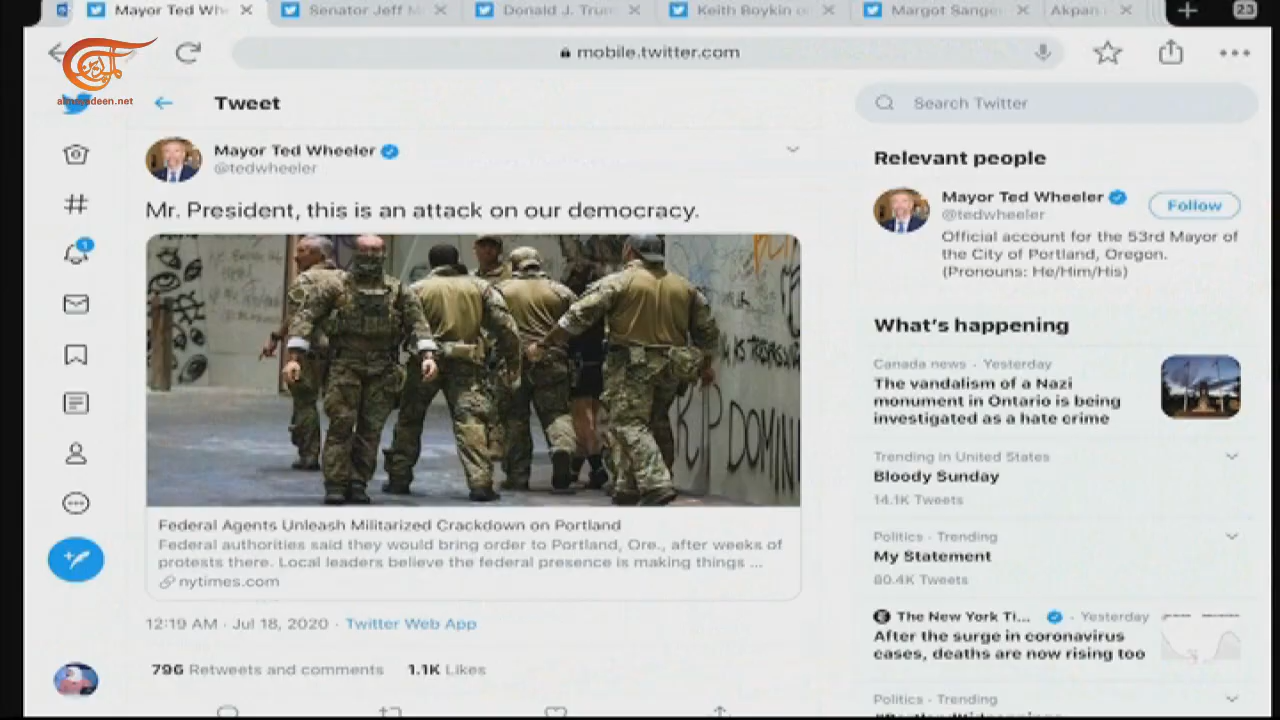 Mayor Ted Wh
Senator Jeff M
Donald J. Trum
Keith Boykin o
Margot Sange
Akpan
23
mobile.twitter.com
almayadeen.net
Tweet
Search Twitter
Mayor Ted Wheeler
@tedwheeler
Mr. President, this is an attack on our democracy.
RIP DOMINI
Federal Agents Unleash Militarized Crackdown on Portland
Federal authorities said they would bring order to Portland, Ore., after weeks of
protests there. Local leaders believe the federal presence is making things ...
nytimes.com
12:19 AM · Jul 18, 2020 · Twitter Web App
796 Retweets and comments 1.1K Likes
1
Relevant people
Mayor Ted Wheeler
@tedwheeler
Follow
Official account for the 53rd Mayor of
the City of Portland, Oregon.
(Pronouns: He/Him/His)
What's happening
Canada news · Yesterday
The vandalism of a Nazi
monument in Ontario is being
investigated as a hate crime
Trending in United States
Bloody Sunday
14.1K Tweets
Politics · Trending
My Statement
80.4K Tweets
The New York Ti... · Yesterday
After the surge in coronavirus
cases, deaths are now rising too
Politics · Trending